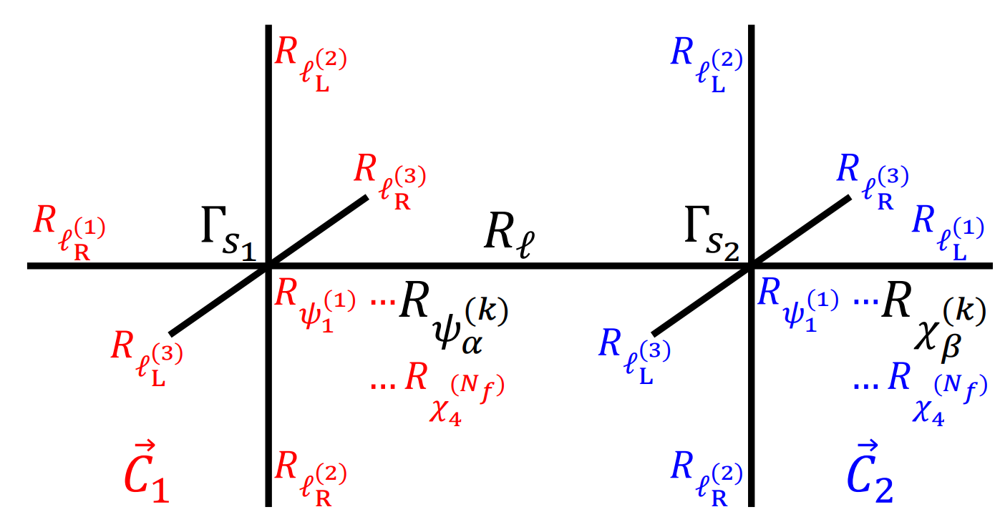 R_{ℓ_L^{(2)}} R_{ℓ_L^{(2)}}
R_{ℓ_R^{(3)}} R_{ℓ_R^{(3)}}
R_{ℓ_R^{(1)}} Γ_{s_1} R_ℓ Γ_{s_2} R_{ℓ_L^{(1)}}
R_{ψ_1^{(1)}} ... R_{ψ_α^{(k)}} R_{ψ_1^{(1)}} ... R_{χ_β^{(k)}}
R_{ℓ_L^{(3)}} R_{ℓ_L^{(3)}}
... R_{χ_4^{(N_f)}} ... R_{χ_4^{(N_f)}}
\vec{C}_1 R_{ℓ_R^{(2)}} R_{ℓ_R^{(2)}} \vec{C}_2